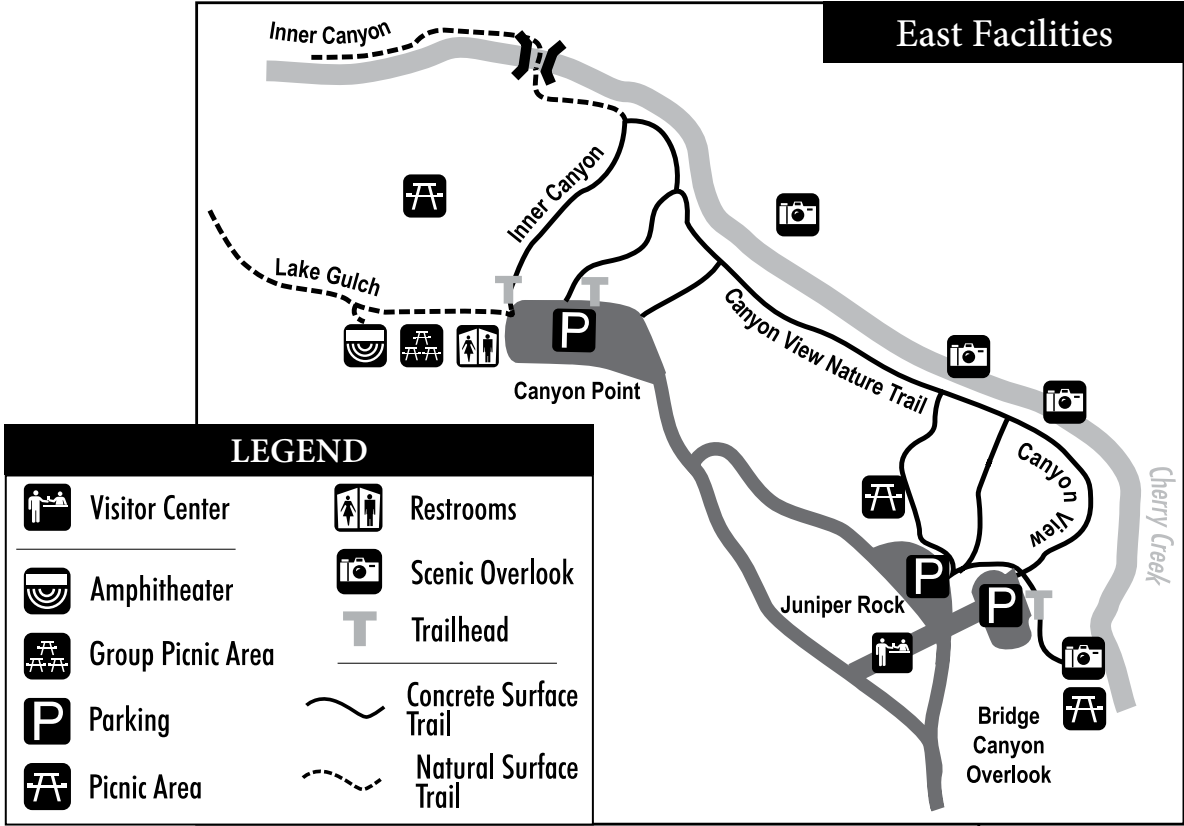 East Facilities
Inner Canyon
Inner Canyon
Lake Gulch
P
Canyon Point
Canyon View Nature Trail
Canyon
View
Cherry Creek
P
P
Juniper Rock
Bridge
Canyon
Overlook
LEGEND
Visitor Center
Amphitheater
Group Picnic Area
P Parking
Picnic Area
Restrooms
Scenic Overlook
T Trailhead
Concrete Surface
Trail
Natural Surface
Trail